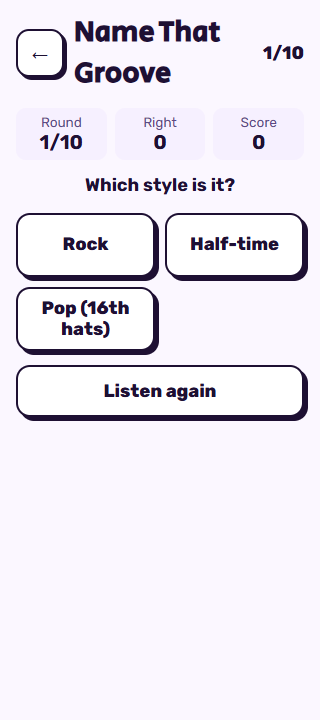 ←
Name That
Groove
1/10
Round
1/10
Right
0
Score
0
Which style is it?
Rock
Half-time
Pop (16th
hats)
Listen again